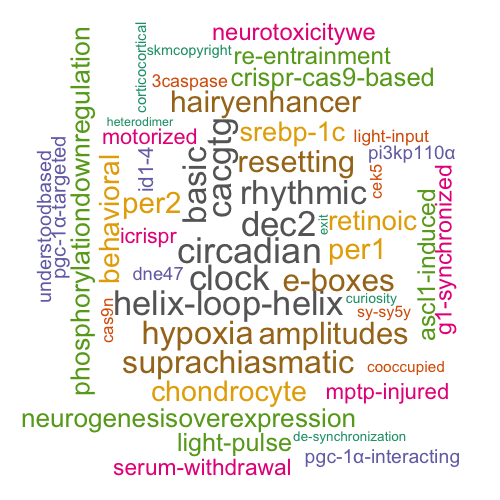 neurotoxicitywe
skmcopyright
re-entrainment
corticocortical
3caspase
crispr-cas9-based
phosphorylationdownregulation
hairyenhancer
heterodimer
motorized
cacgtg
srebp-1c
light-input
understoodbased
pgc-1α-targeted
id1-4
basic
resetting
pi3kp110α
behavioral
per2
rhythmic
cek5
g1-synchronized
icrispr
dec2
exit
retinoic
ascl1-induced
circadian
per1
dne47
clock
e-boxes
cas9n
helix-loop-helix
curiosity
sy-sy5y
hypoxia
amplitudes
suprachiasmatic
cooccupied
chondrocyte
mptp-injured
neurogenesisoverexpression
light-pulse
de-synchronization
serum-withdrawal
pgc-1α-interacting